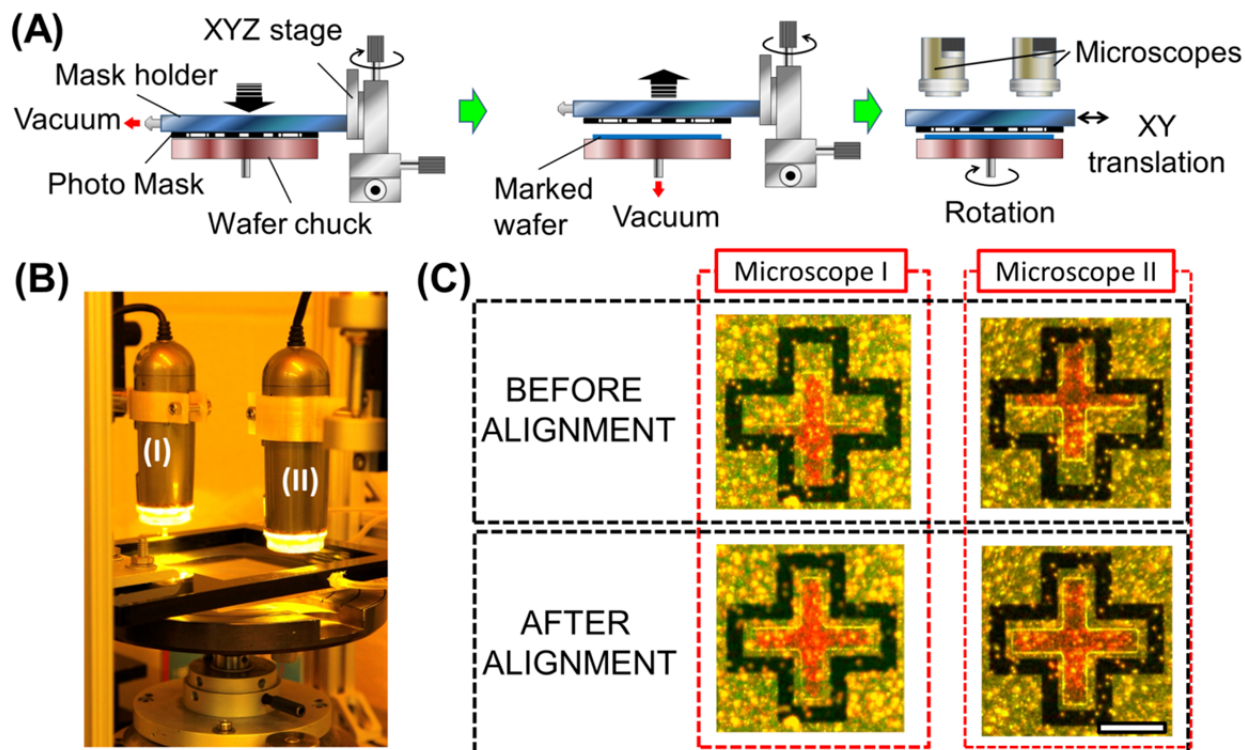 (A)
XYZ stage
Mask holder
Vacuum
Photo Mask
Wafer chuck
Marked
wafer
Vacuum
Microscopes
XY
translation
Rotation
(B)
(I)
(II)
(C)
Microscope I
Microscope II
BEFORE
ALIGNMENT
AFTER
ALIGNMENT